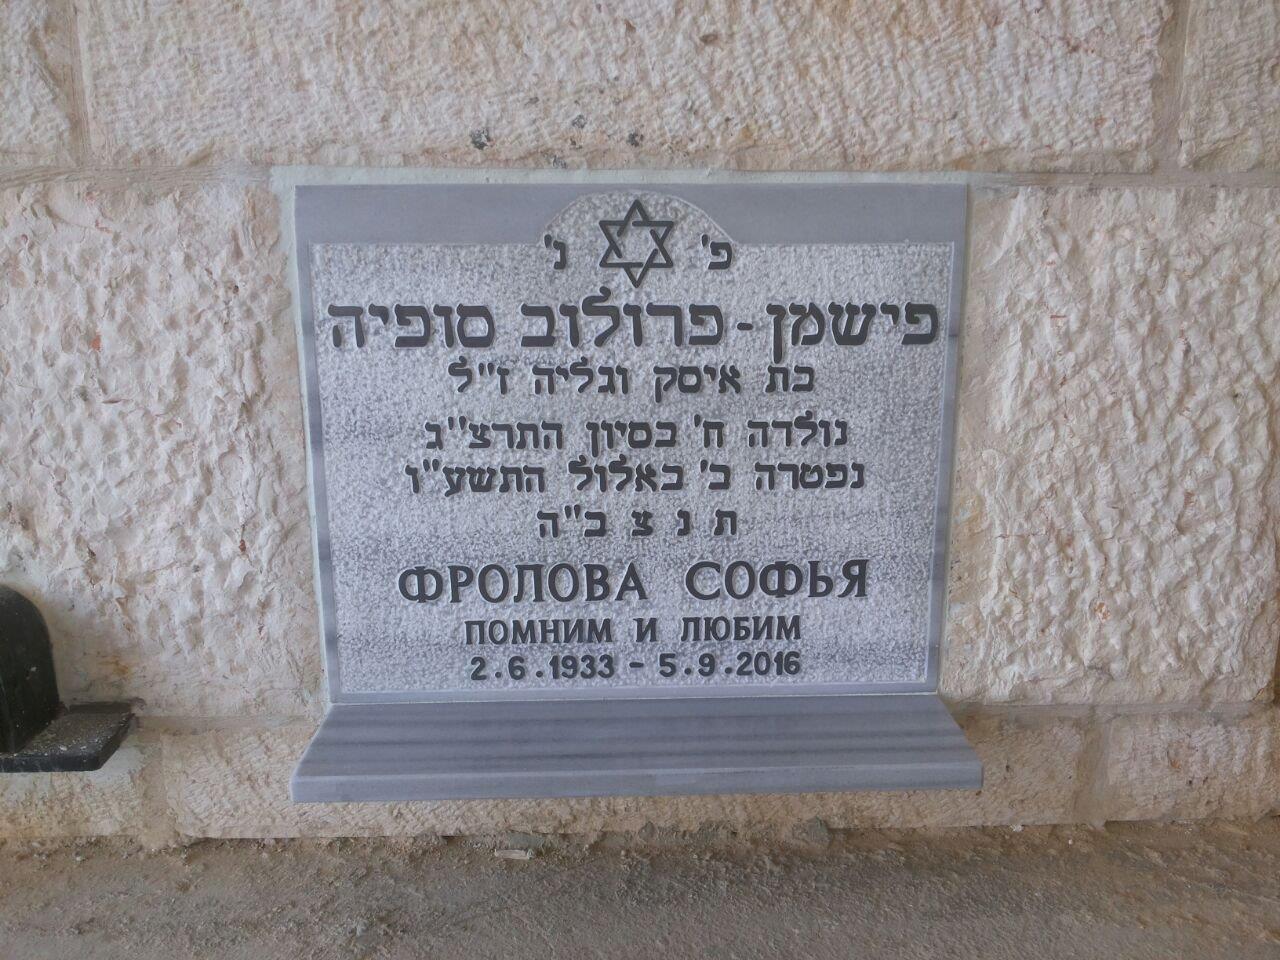 פ' נ'
פישמן-פרולוב סופיה
בת איסק וגליה ז"ל
נולדה ח' בסיון התרצ"ג
נפטרה ב' באלול התשע"ו
ת נ צ ב"ה
ФРОЛОВА СОФЬЯ
ПОМНИМ И ЛЮБИМ
2.6.1933 - 5.9.2016